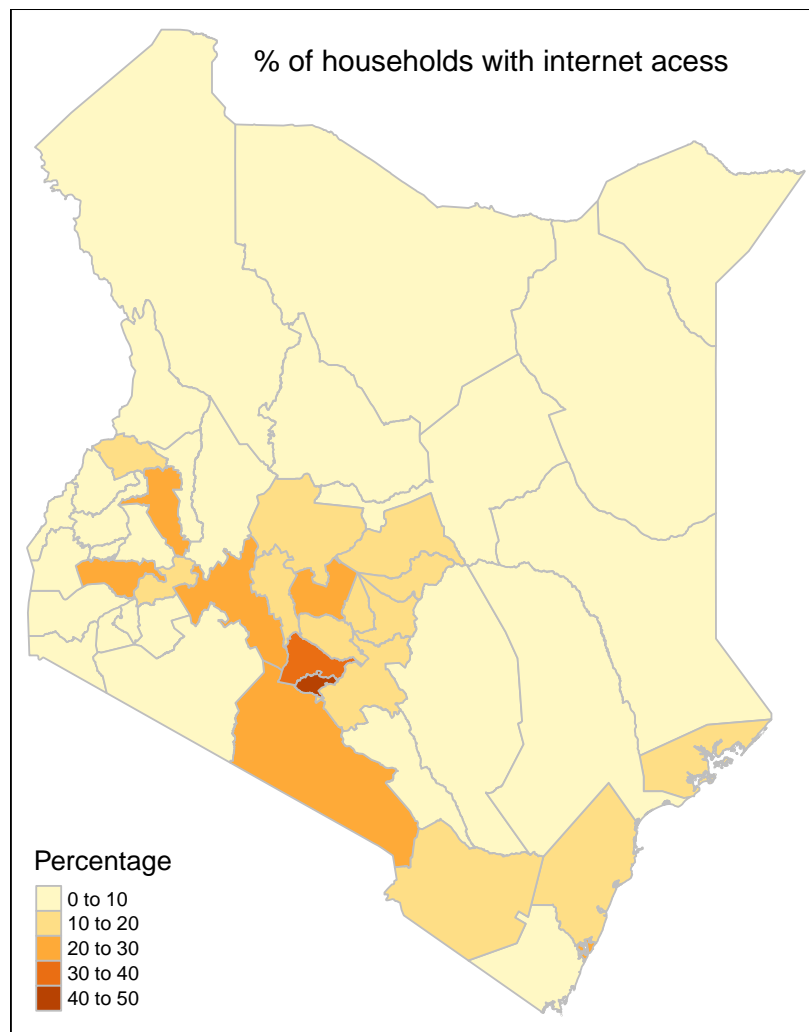 % of households with internet acess
Percentage
0 to 10
10 to 20
20 to 30
30 to 40
40 to 50